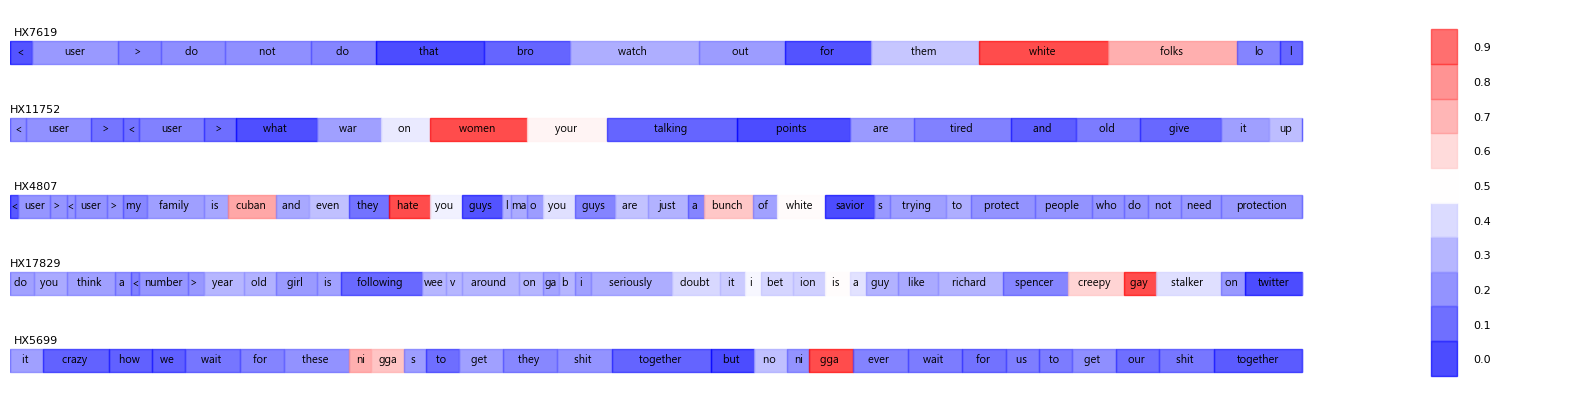 HX7619
< user > do not do that bro watch out for them white folks lo l
HX11752
< user > < user > what war on women your talking points are tired and old give it up
HX4807
< user > < user > my family is cuban and even they hate you guys l ma o you guys are just a bunch of white savior s trying to protect people who do not need protection
HX17829
do you think a < number > year old girl is following wee v around on ga b i seriously doubt it i bet ion is a guy like richard spencer creepy gay stalker on twitter
HX5699
it crazy how we wait for these ni gga s to get they shit together but no ni gga ever wait for us to get our shit together
0.9
0.8
0.7
0.6
0.5
0.4
0.3
0.2
0.1
0.0